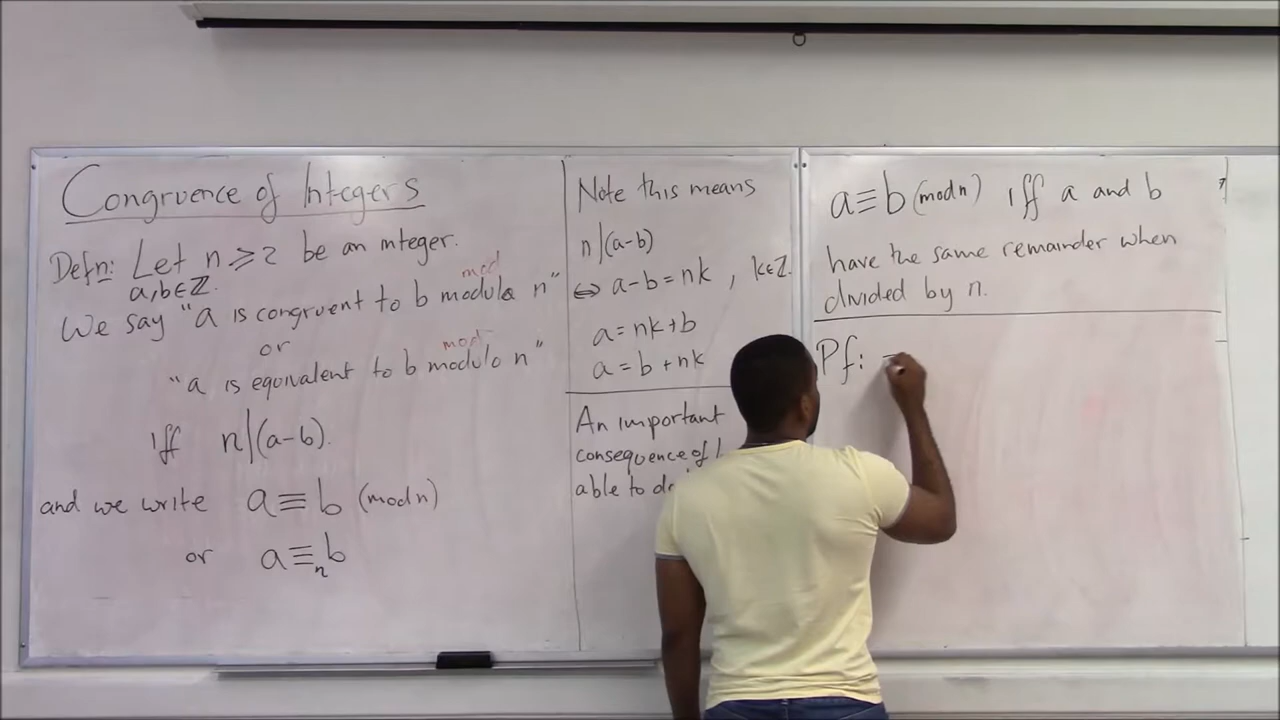 Congruence of Integers
Defn: Let n ⩾ 2 be an integer.
a,b ∈ ℤ.
mod
We say "a is congruent to b modulo n"
or
mod
"a is equivalent to b modulo n"
iff n|(a-b).
and we write a ≡ b (mod n)
or a ≡ₙ b
Note this means
n|(a-b)
⇔ a-b = nk , k∈ℤ.
a = nk+b
a = b + nk
An important
consequence of
able to
a ≡ b (mod n) iff a and b
have the same remainder when
divided by n.
Pf: